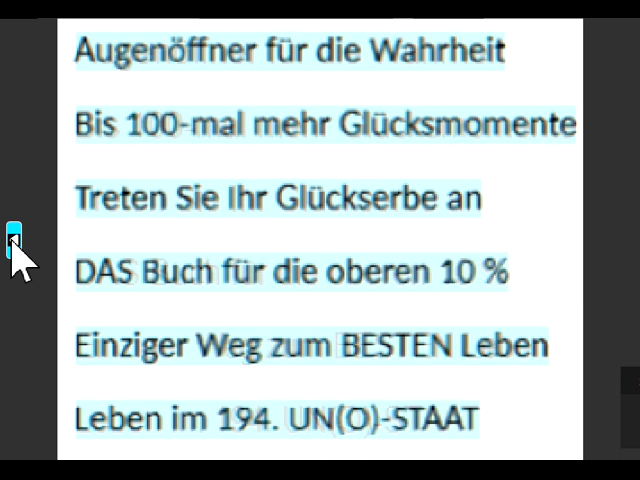 Augenöffner für die Wahrheit
Bis 100-mal mehr Glücksmomente
Treten Sie Ihr Glückserbe an
DAS Buch für die oberen 10 %
Einziger Weg zum BESTEN Leben
Leben im 194. UN(O)-STAAT